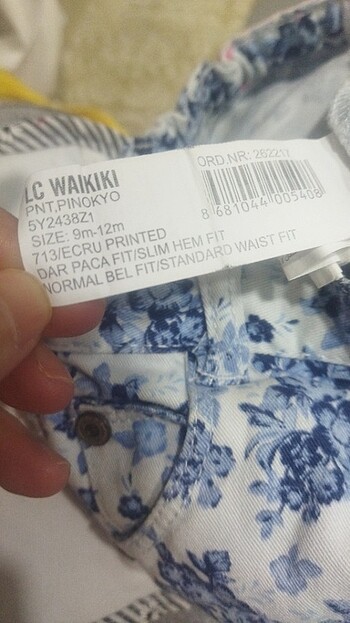 LC WAIKIKI
PNT.PINOKYO
5Y2438Z1
SIZE: 9m-12m
713/ECRU PRINTED
DAR PACA FIT/SLIM HEM FIT
NORMAL BEL FIT/STANDARD WAIST FIT
ORD.NR: 262217
8 681044 005408